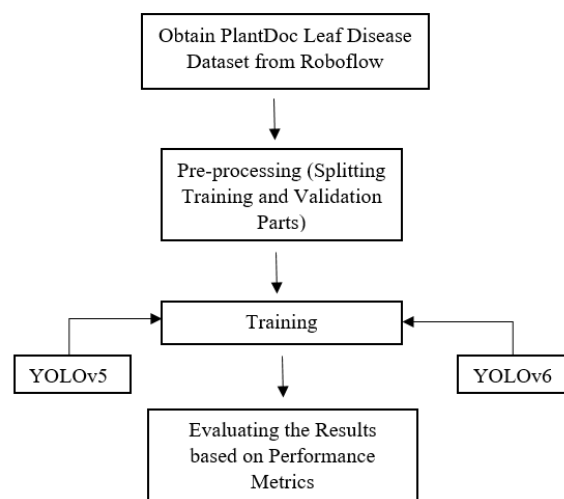 Obtain PlantDoc Leaf Disease
Dataset from Roboflow
Pre-processing (Splitting
Training and Validation
Parts)
Training
YOLOv5
YOLOv6
Evaluating the Results
based on Performance
Metrics